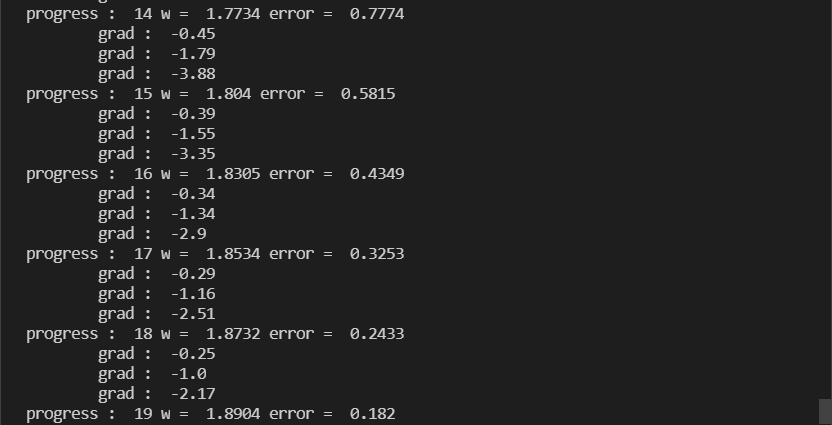 progress :  14 w =  1.7734 error =  0.7774
grad :  -0.45
grad :  -1.79
grad :  -3.88
progress :  15 w =  1.804 error =  0.5815
grad :  -0.39
grad :  -1.55
grad :  -3.35
progress :  16 w =  1.8305 error =  0.4349
grad :  -0.34
grad :  -1.34
grad :  -2.9
progress :  17 w =  1.8534 error =  0.3253
grad :  -0.29
grad :  -1.16
grad :  -2.51
progress :  18 w =  1.8732 error =  0.2433
grad :  -0.25
grad :  -1.0
grad :  -2.17
progress :  19 w =  1.8904 error =  0.182